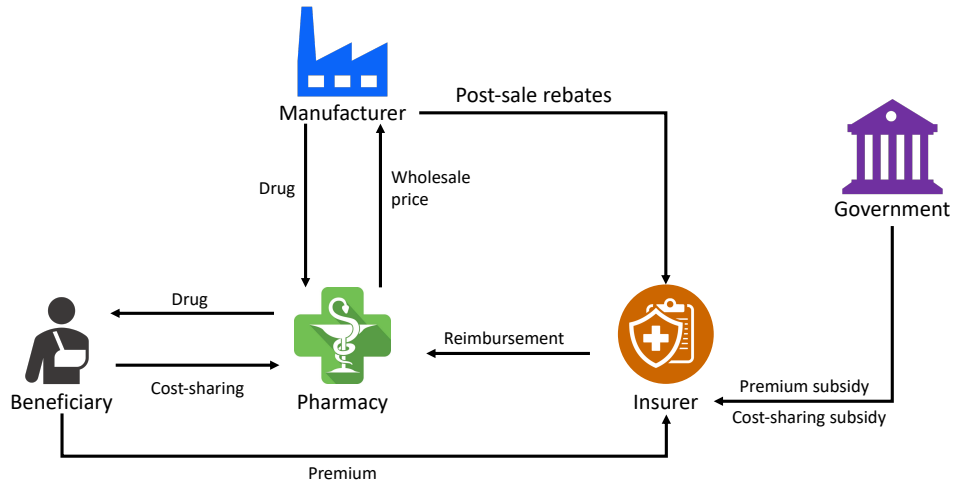 Post-sale rebates
Manufacturer
Drug
Wholesale
price
Government
Drug
Reimbursement
Cost-sharing
Premium subsidy
Beneficiary
Pharmacy
Insurer
Cost-sharing subsidy
Premium